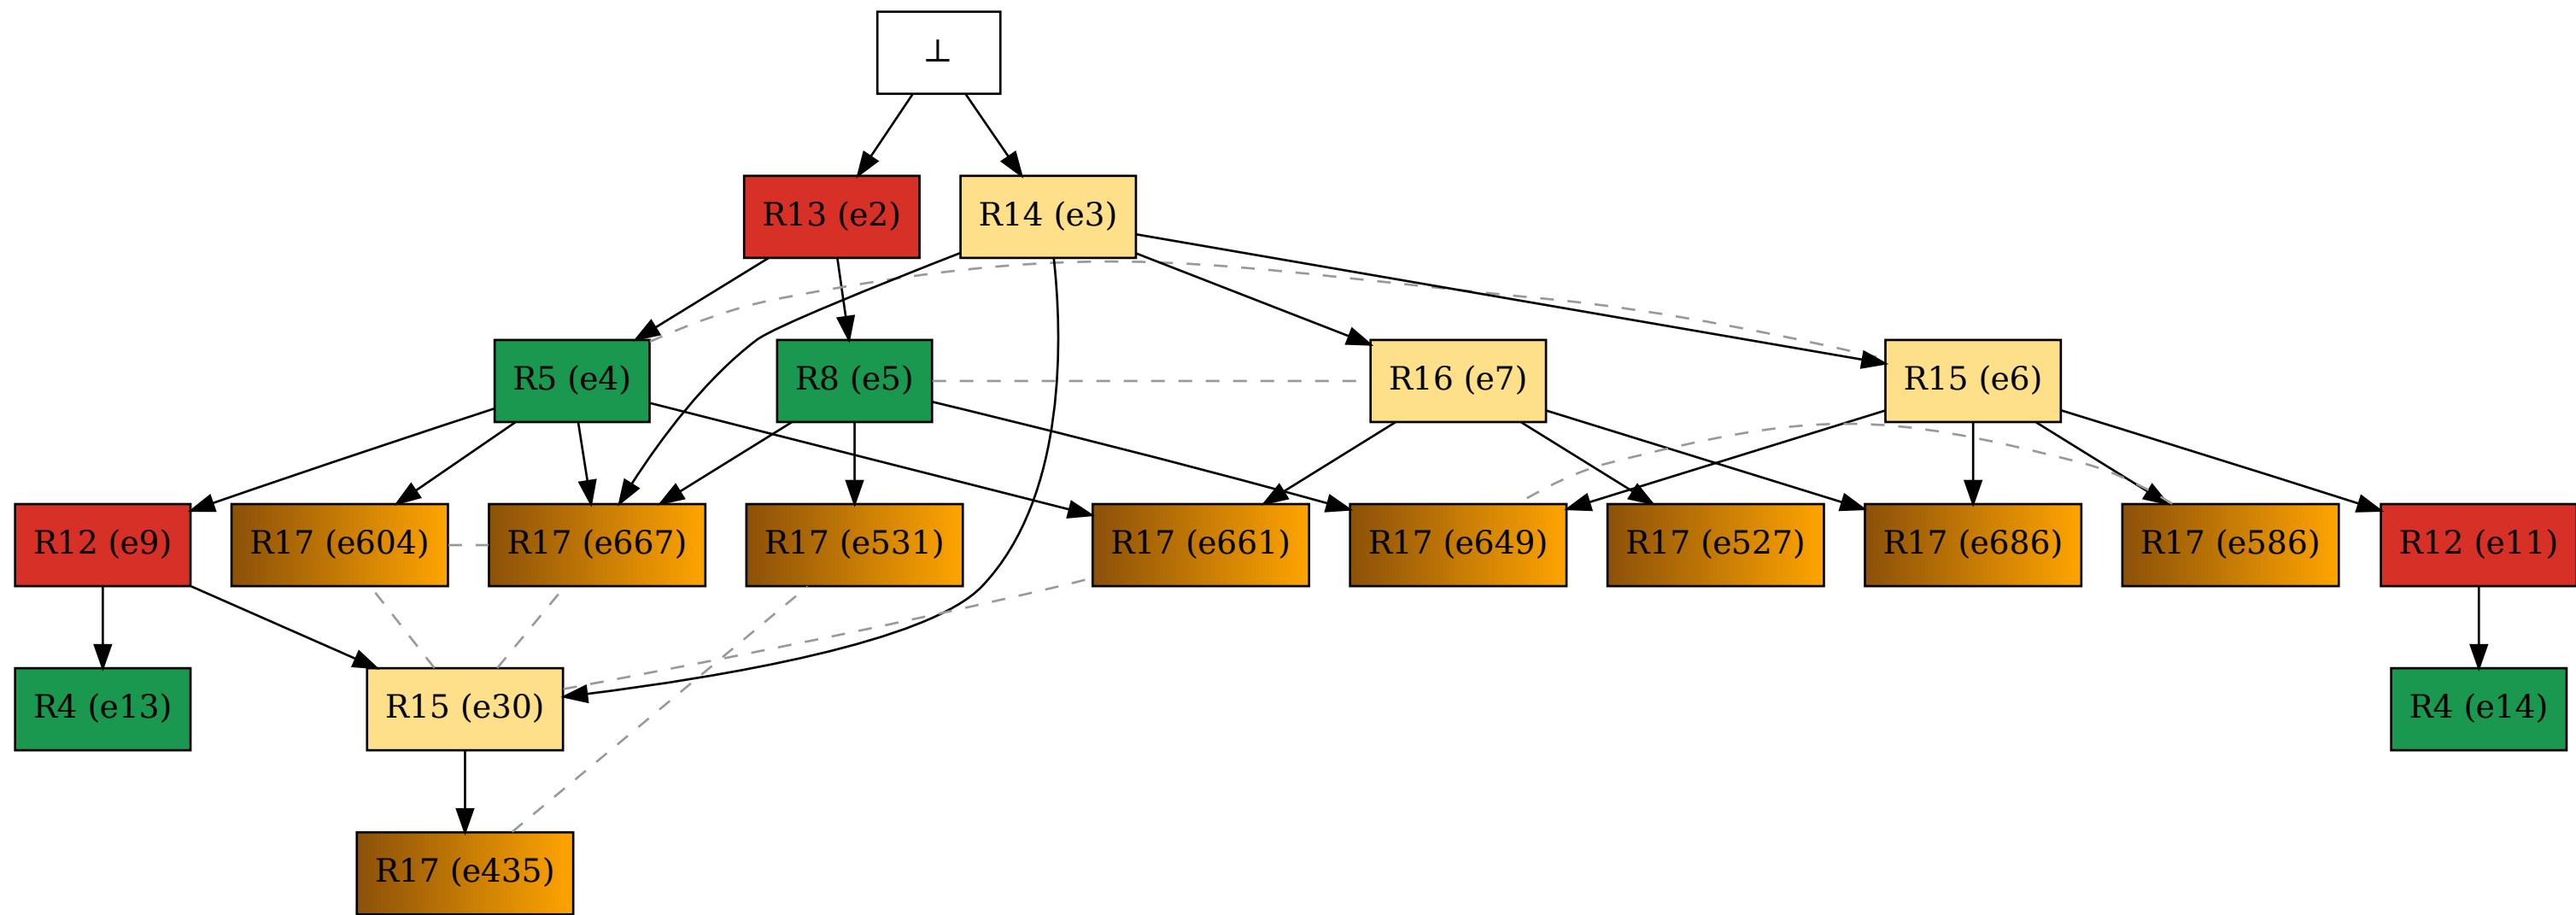 ⊥
R13 (e2)
R14 (e3)
R5 (e4)
R8 (e5)
R16 (e7)
R15 (e6)
R12 (e9)
R17 (e604)
R17 (e667)
R17 (e531)
R17 (e661)
R17 (e649)
R17 (e527)
R17 (e686)
R17 (e586)
R12 (e11)
R4 (e13)
R15 (e30)
R4 (e14)
R17 (e435)